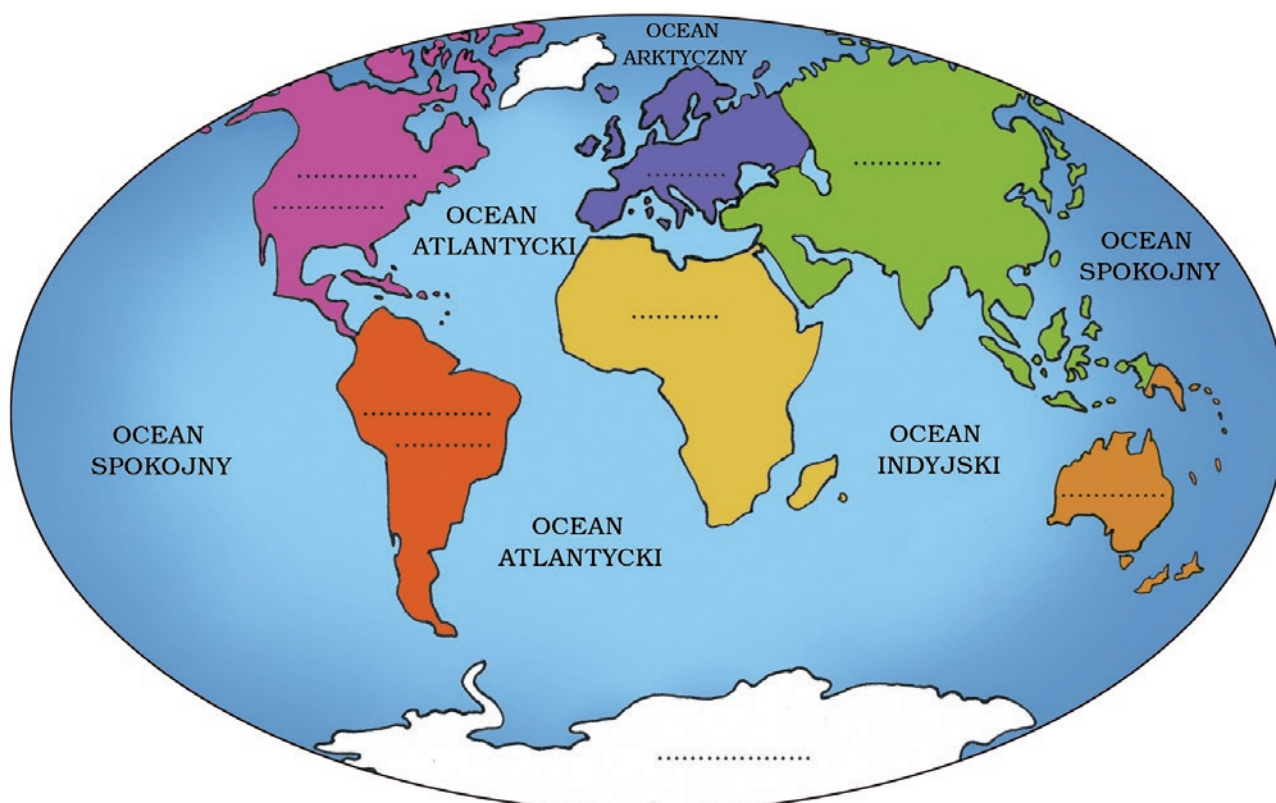 OCEAN
ARKTYCZNY
OCEAN
ATLANTYCKI
OCEAN
SPOKOJNY
OCEAN
SPOKOJNY
OCEAN
INDYJSKI
OCEAN
ATLANTYCKI